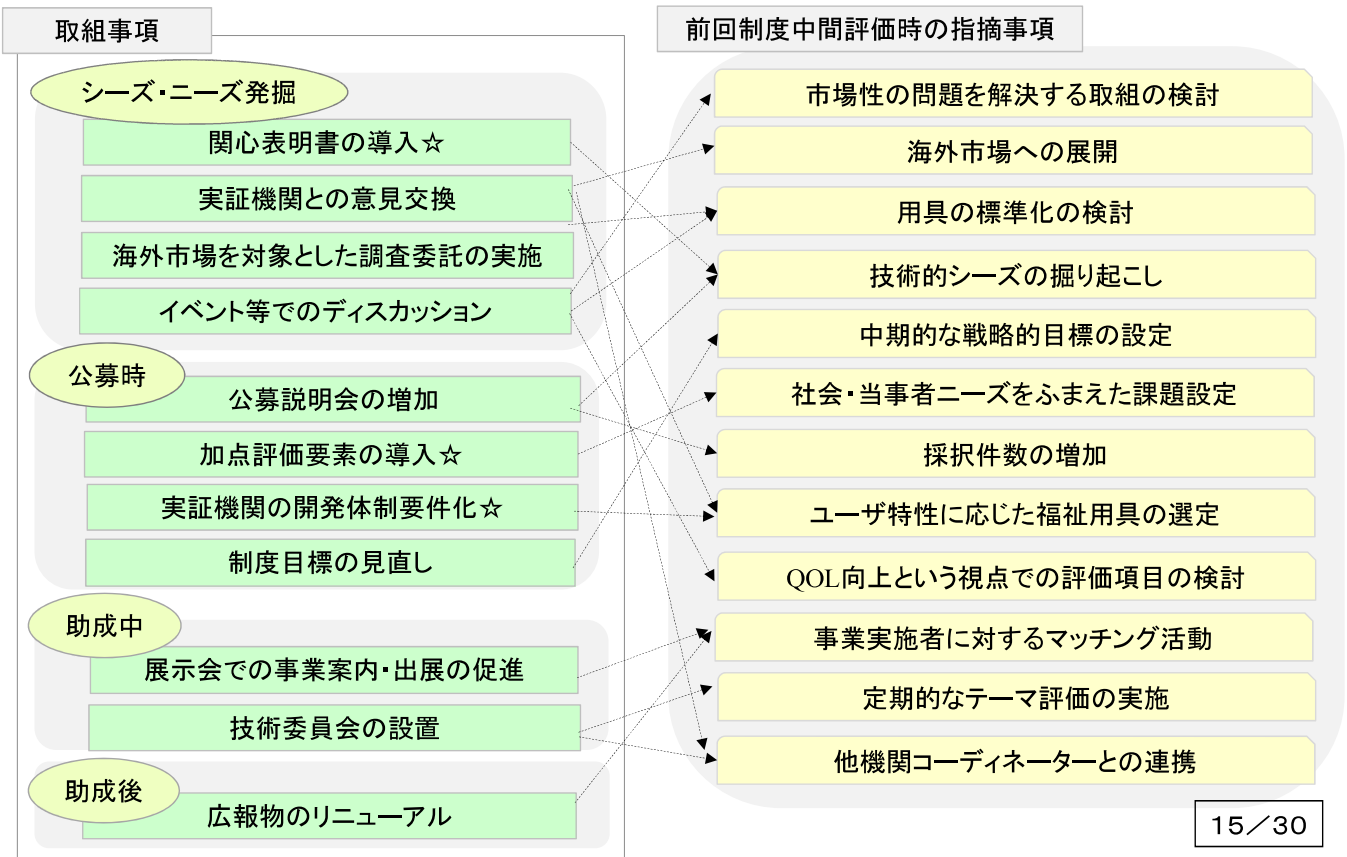 取組事項
シーズ・ニーズ発掘
関心表明書の導入☆
実証機関との意見交換
海外市場を対象とした調査委託の実施
イベント等でのディスカッション
公募時
公募説明会の増加
加点評価要素の導入☆
実証機関の開発体制要件化☆
制度目標の見直し
助成中
展示会での事業案内・出展の促進
技術委員会の設置
助成後
広報物のリニューアル
前回制度中間評価時の指摘事項
市場性の問題を解決する取組の検討
海外市場への展開
用具の標準化の検討
技術的シーズの掘り起こし
中期的な戦略的目標の設定
社会・当事者ニーズをふまえた課題設定
採択件数の増加
ユーザ特性に応じた福祉用具の選定
QOL向上という視点での評価項目の検討
事業実施者に対するマッチング活動
定期的なテーマ評価の実施
他機関コーディネーターとの連携
15／30